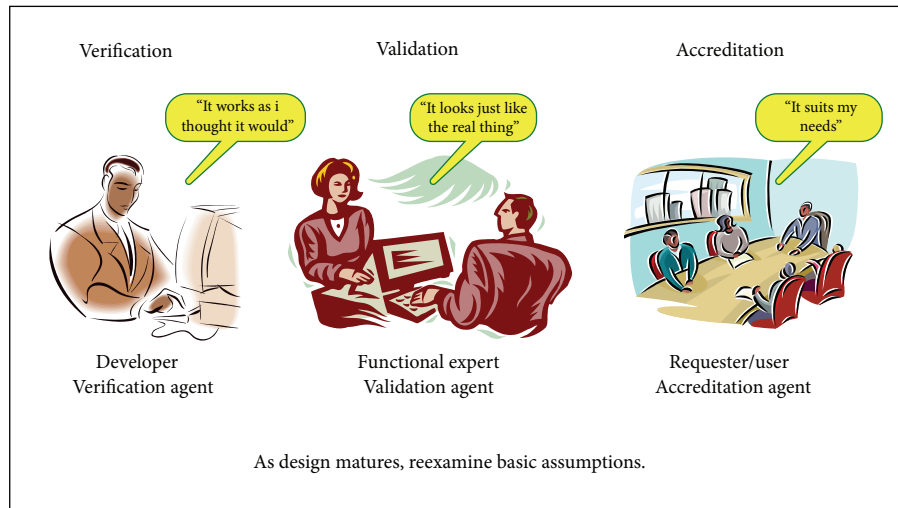 Verification
Validation
Accreditation
“It works as i
thought it would”
“It looks just like
the real thing”
“It suits my
needs”
Developer
Verification agent
Functional expert
Validation agent
Requester/user
Accreditation agent
As design matures, reexamine basic assumptions.